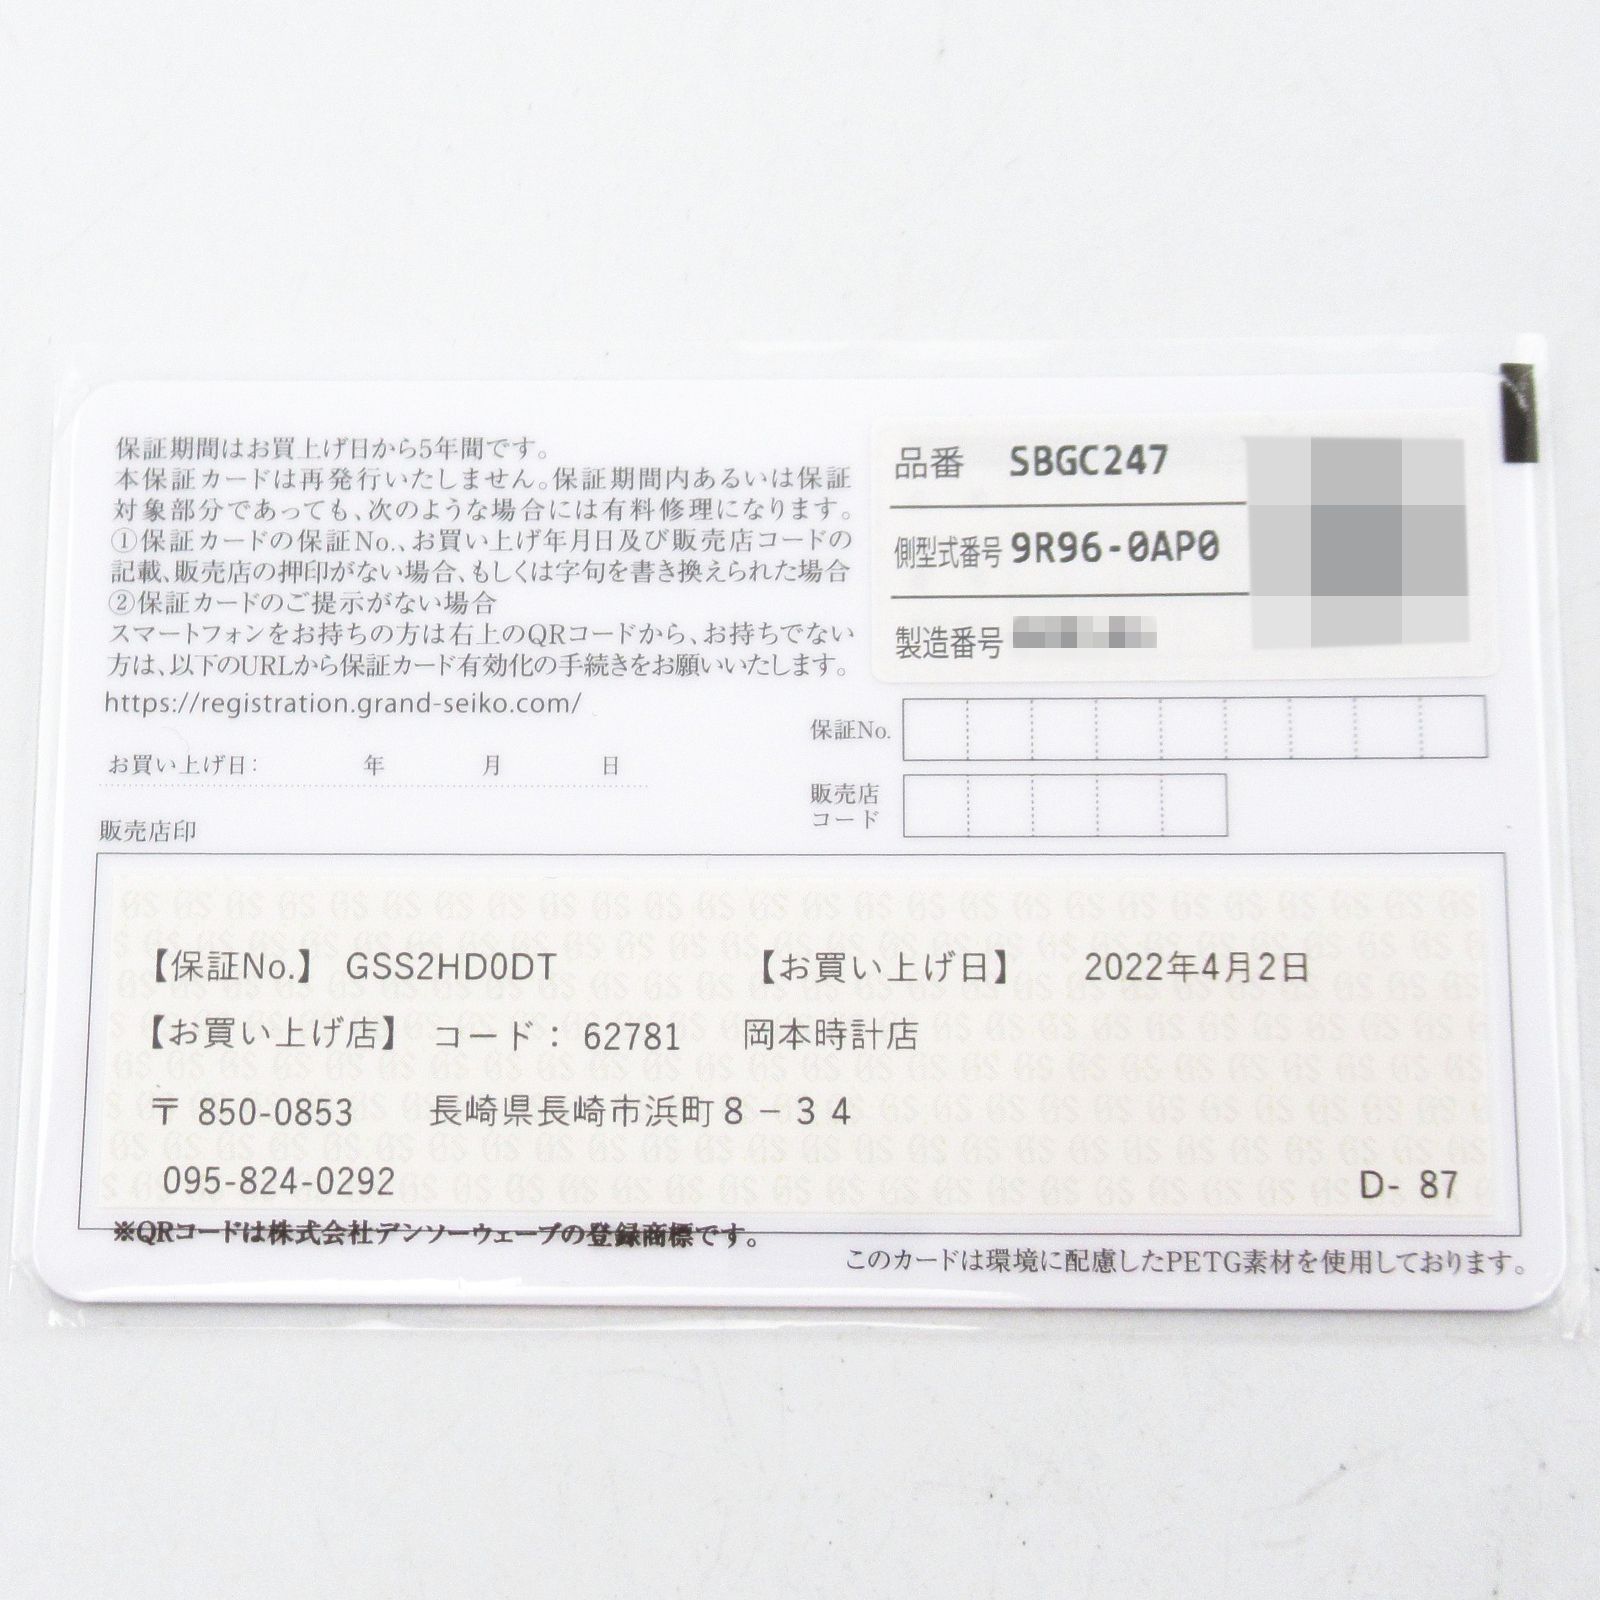 保証期間はお買上げ日から5年間です。
本保証カードは再発行いたしません。保証期間内あるいは保証
対象部分であっても、次のような場合には有料修理になります。
①保証カードの保証No.、お買い上げ年月日及び販売店コードの
記載、販売店の押印がない場合、もしくは字句を書き換えられた場合
②保証カードのご提示がない場合
スマートフォンをお持ちの方は右上のQRコードから、お持ちでない
方は、以下のURLから保証カード有効化の手続きをお願いいたします。
https://registration.grand-seiko.com/
お買い上げ日: 年 月 日
品番 SBGC247
側型式番号 9R96-0AP0
製造番号
保証No.
販売店
コード
販売店印
【保証No.】 GSS2HD0DT 【お買い上げ日】 2022年4月2日
【お買い上げ店】 コード: 62781 岡本時計店
〒850-0853 長崎県長崎市浜町8-34
095-824-0292
D- 87
※QRコードは株式会社デンソーウェーブの登録商標です。
このカードは環境に配慮したPETG素材を使用しております。